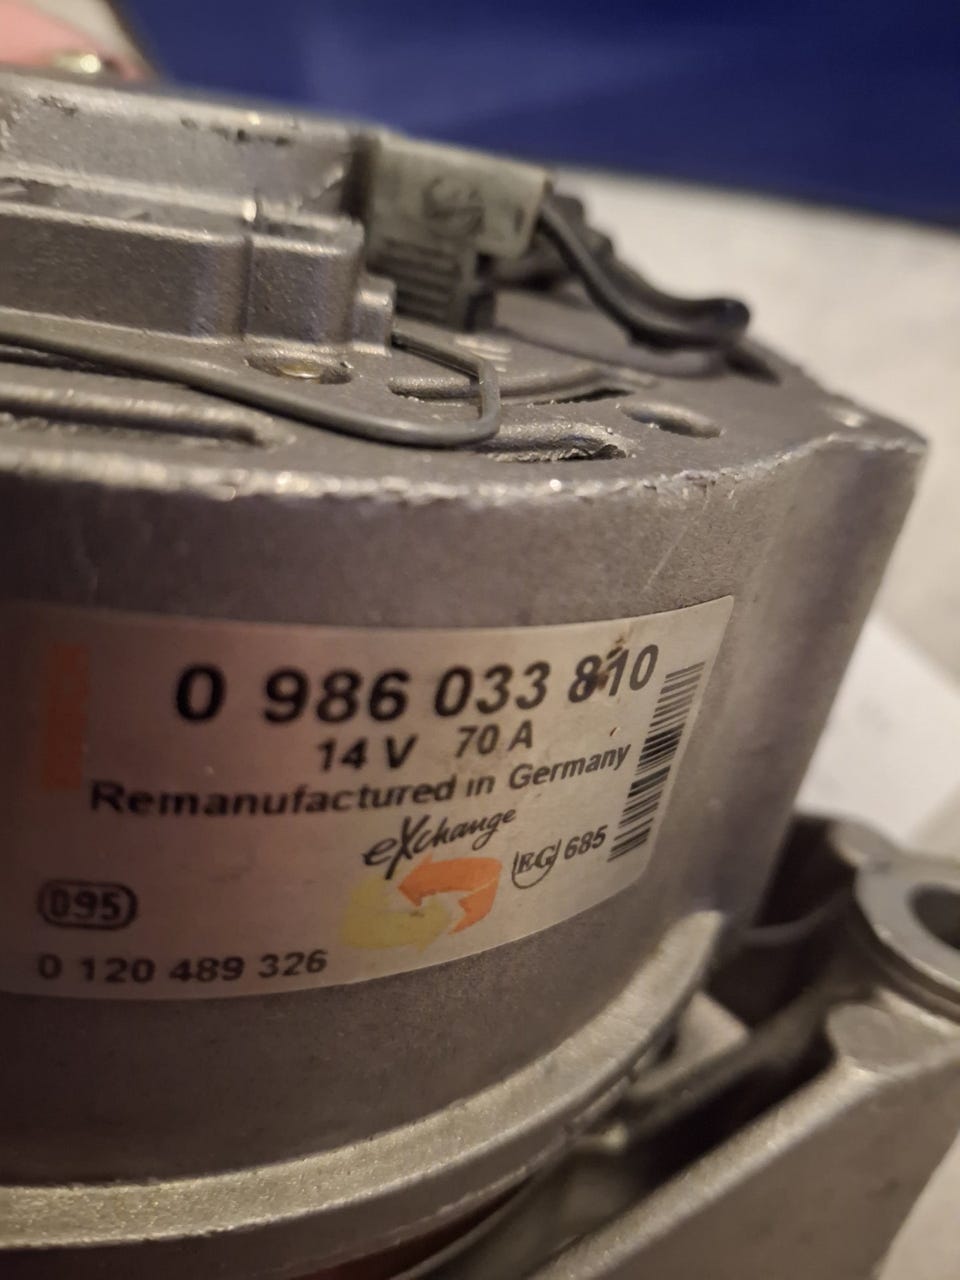 0 986 033 810
14 V 70 A
Remanufactured in Germany
eXchange
EG 685
095
0 120 489 326